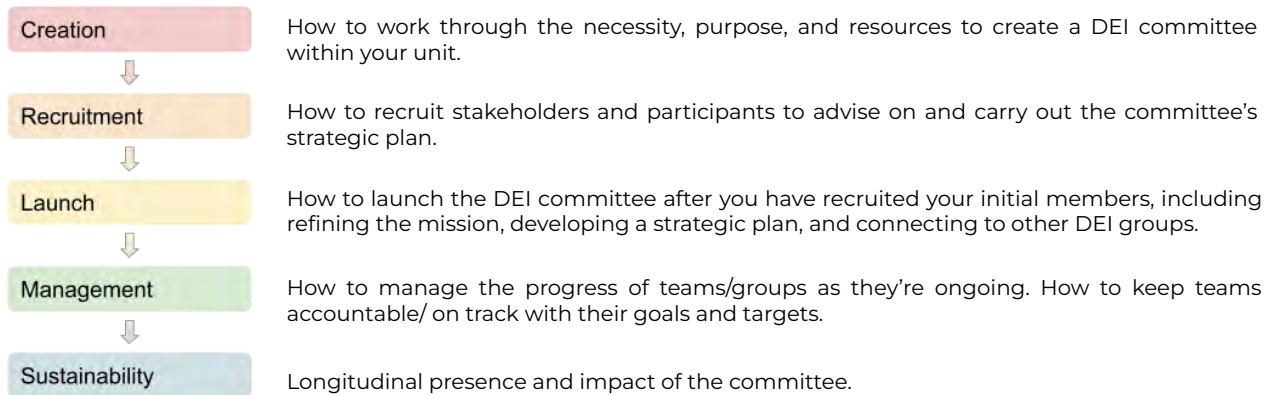 Creation
How to work through the necessity, purpose, and resources to create a DEI committee
within your unit.
Recruitment
How to recruit stakeholders and participants to advise on and carry out the committee’s
strategic plan.
Launch
How to launch the DEI committee after you have recruited your initial members, including
refining the mission, developing a strategic plan, and connecting to other DEI groups.
Management
How to manage the progress of teams/groups as they’re ongoing. How to keep teams
accountable/ on track with their goals and targets.
Sustainability
Longitudinal presence and impact of the committee.